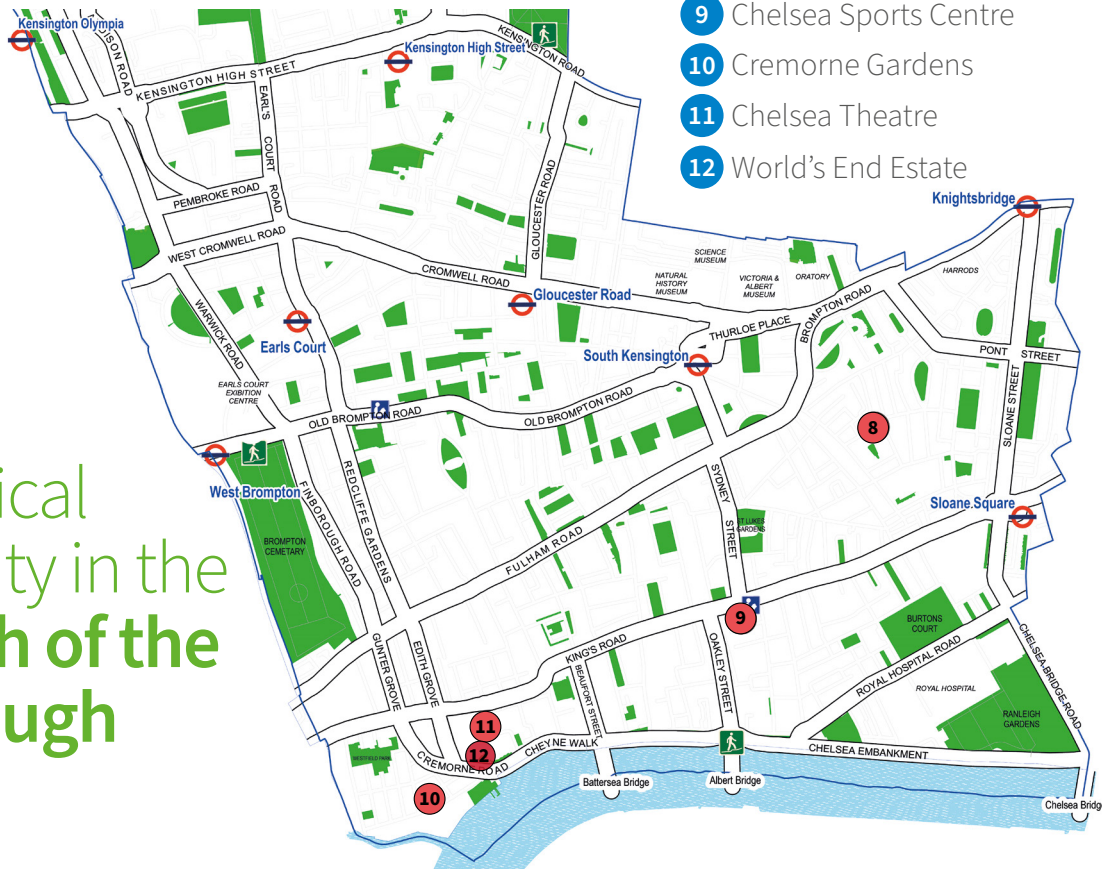 9 Chelsea Sports Centre
10 Cremorne Gardens
11 Chelsea Theatre
12 World's End Estate
Kensington Olympia
KENSINGTON HIGH STREET
Kensington High Street
KENSINGTON ROAD
EARL'S COURT ROAD
PEMBROKE ROAD
WEST CROMWELL ROAD
CROMWELL ROAD
GLOUCESTER ROAD
Gloucester Road
SCIENCE
MUSEUM
NATURAL
HISTORY
MUSEUM
VICTORIA &
ALBERT
MUSEUM
ORATORY
Knightsbridge
HARRODS
BROMPTON ROAD
THURLOE PLACE
South Kensington
PONT STREET
SLOANE STREET
WARWICK ROAD
Earls Court
EARLS COURT
EXIBITION
CENTRE
OLD BROMPTON ROAD
OLD BROMPTON ROAD
8
West Brompton
BROMPTON
CEMETARY
FINBOROUGH ROAD
REDCLIFFE GARDENS
FULHAM ROAD
SYDNEY STREET
ST LUKES
GARDENS
Sloane Square
ical
ty in the
h of the
ugh
9
BURTONS
COURT
ROYAL HOSPITAL ROAD
ROYAL HOSPITAL
RANLEIGH
GARDENS
CHELSEA BRIDGE ROAD
KING'S ROAD
BEAUFORT STREET
OAKLEY STREET
GUNTER GROVE
EDITH GROVE
11
12
10
WESTFIELD PARK
CREMORNE ROAD
CHEYNE WALK
CHELSEA EMBANKMENT
Battersea Bridge
Albert Bridge
Chelsea Bridg